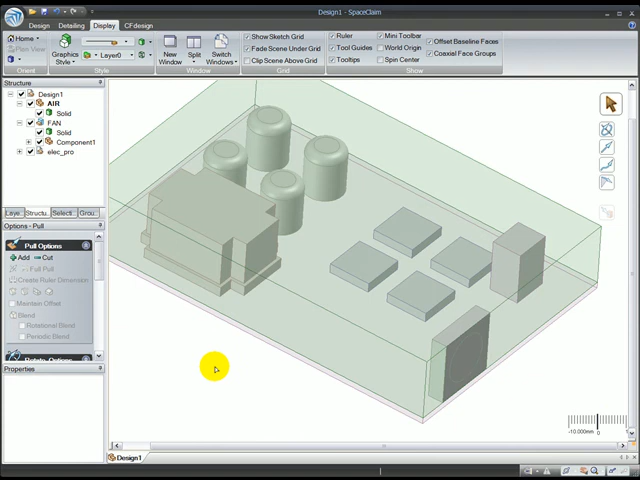 Design1 - SpaceClaim
Design Detailing Display CFdesign
Home
Plan View
Graphics Style
Layer0
New Window
Split
Switch Windows
Show Sketch Grid
Fade Scene Under Grid
Clip Scene Above Grid
Ruler
Tool Guides
Tooltips
Mini Toolbar
World Origin
Spin Center
Offset Baseline Faces
Coaxial Face Groups
Orient Style Window Grid Show
Structure
Design1
AIR
Solid
FAN
Solid
Component1
elec_pro
Laye... Structu... Selecti... Grou...
Options - Pull
Pull Options
Add Cut
Full Pull
Create Ruler Dimension
Maintain Offset
Blend
Rotational Blend
Periodic Blend
Rotate Options
Properties
-10.000mm 0 1
Design1